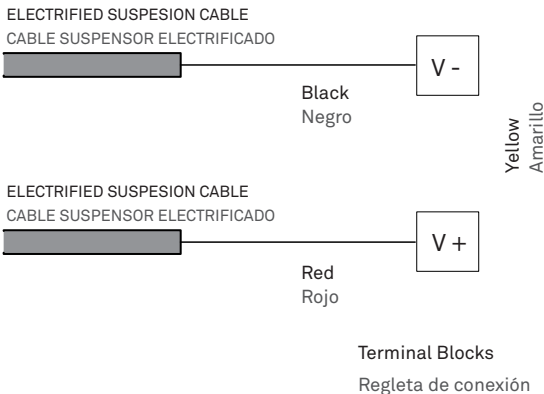 ELECTRIFIED SUSPESION CABLE
CABLE SUSPENSOR ELECTRIFICADO
V -
Black
Negro
Yellow
Amarillo
ELECTRIFIED SUSPESION CABLE
CABLE SUSPENSOR ELECTRIFICADO
V +
Red
Rojo
Terminal Blocks
Regleta de conexión